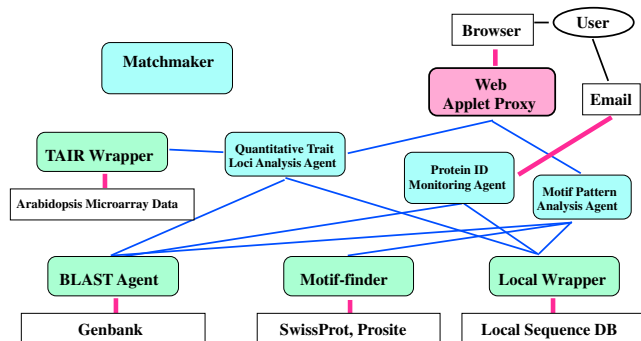 User
Browser
Matchmaker
Web
Applet Proxy
Email
TAIR Wrapper
Quantitative Trait
Loci Analysis Agent
Protein ID
Monitoring Agent
Motif Pattern
Analysis Agent
Arabidopsis Microarray Data
BLAST Agent
Motif-finder
Local Wrapper
Genbank
SwissProt, Prosite
Local Sequence DB